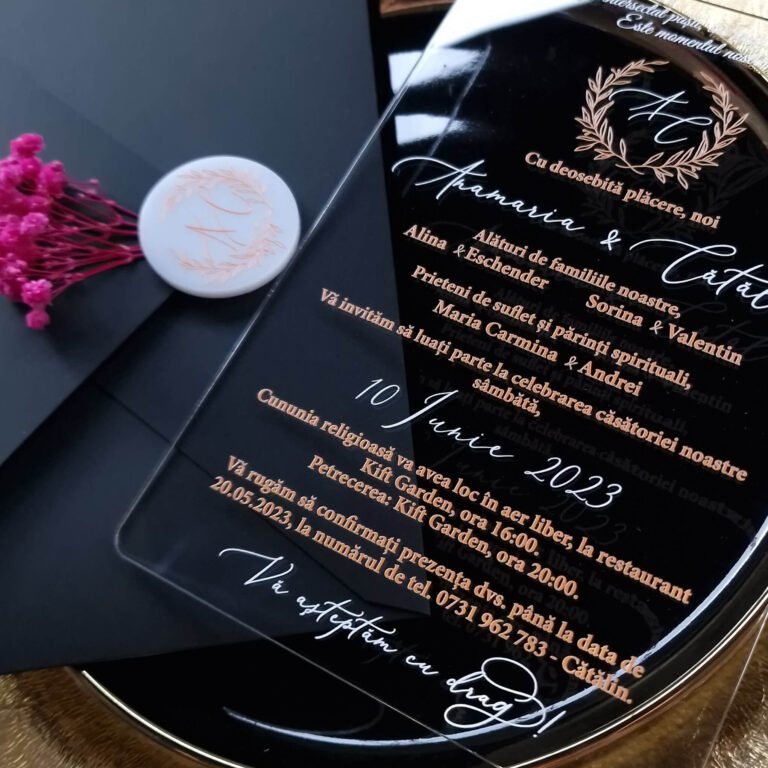 Este momentul
AC
Cu deosebită plăcere, noi
Anamaria & Cătăl
Alături de familiile noastre,
Alina & Eschender Sorina & Valentin
Prieteni de suflet și părinți spirituali,
Maria Carmina & Andrei
Vă invităm să luați parte la celebrarea căsătoriei noastre
sâmbătă,
10 Iunie 2023
Cununia religioasă va avea loc în aer liber, la restaurant
Kift Garden, ora 16:00.
Petrecerea: Kift Garden, ora 20:00.
Vă rugăm să confirmați prezența dvs. până la data de
20.05.2023, la numărul de tel. 0731 962 783 - Cătălin.
Vă așteptăm cu drag!
AC